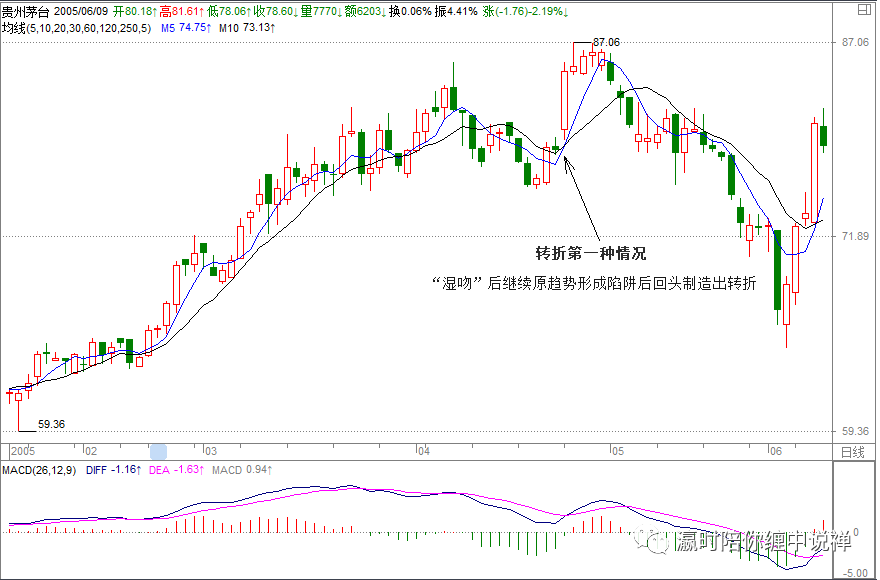 贵州茅台 2005/06/09 开80.18↑高81.61↑低78.06↑收78.60↓量7770↓额6203↓换0.06% 振4.41% 涨(-1.76)-2.19%↓
均线(5,10,20,30,60,120,250,5) M5 74.75↑ M10 73.13↑
87.06 87.06
71.89
转折第一种情况
“湿吻”后继续原趋势形成陷阱后回头制造出转折
59.36 59.36
2005 02 03 04 05 06 日线
MACD(26,12,9) DIFF -1.16↑ DEA -1.63↑ MACD 0.94↑
0
瀛时陪你缠中说禅
-5.00